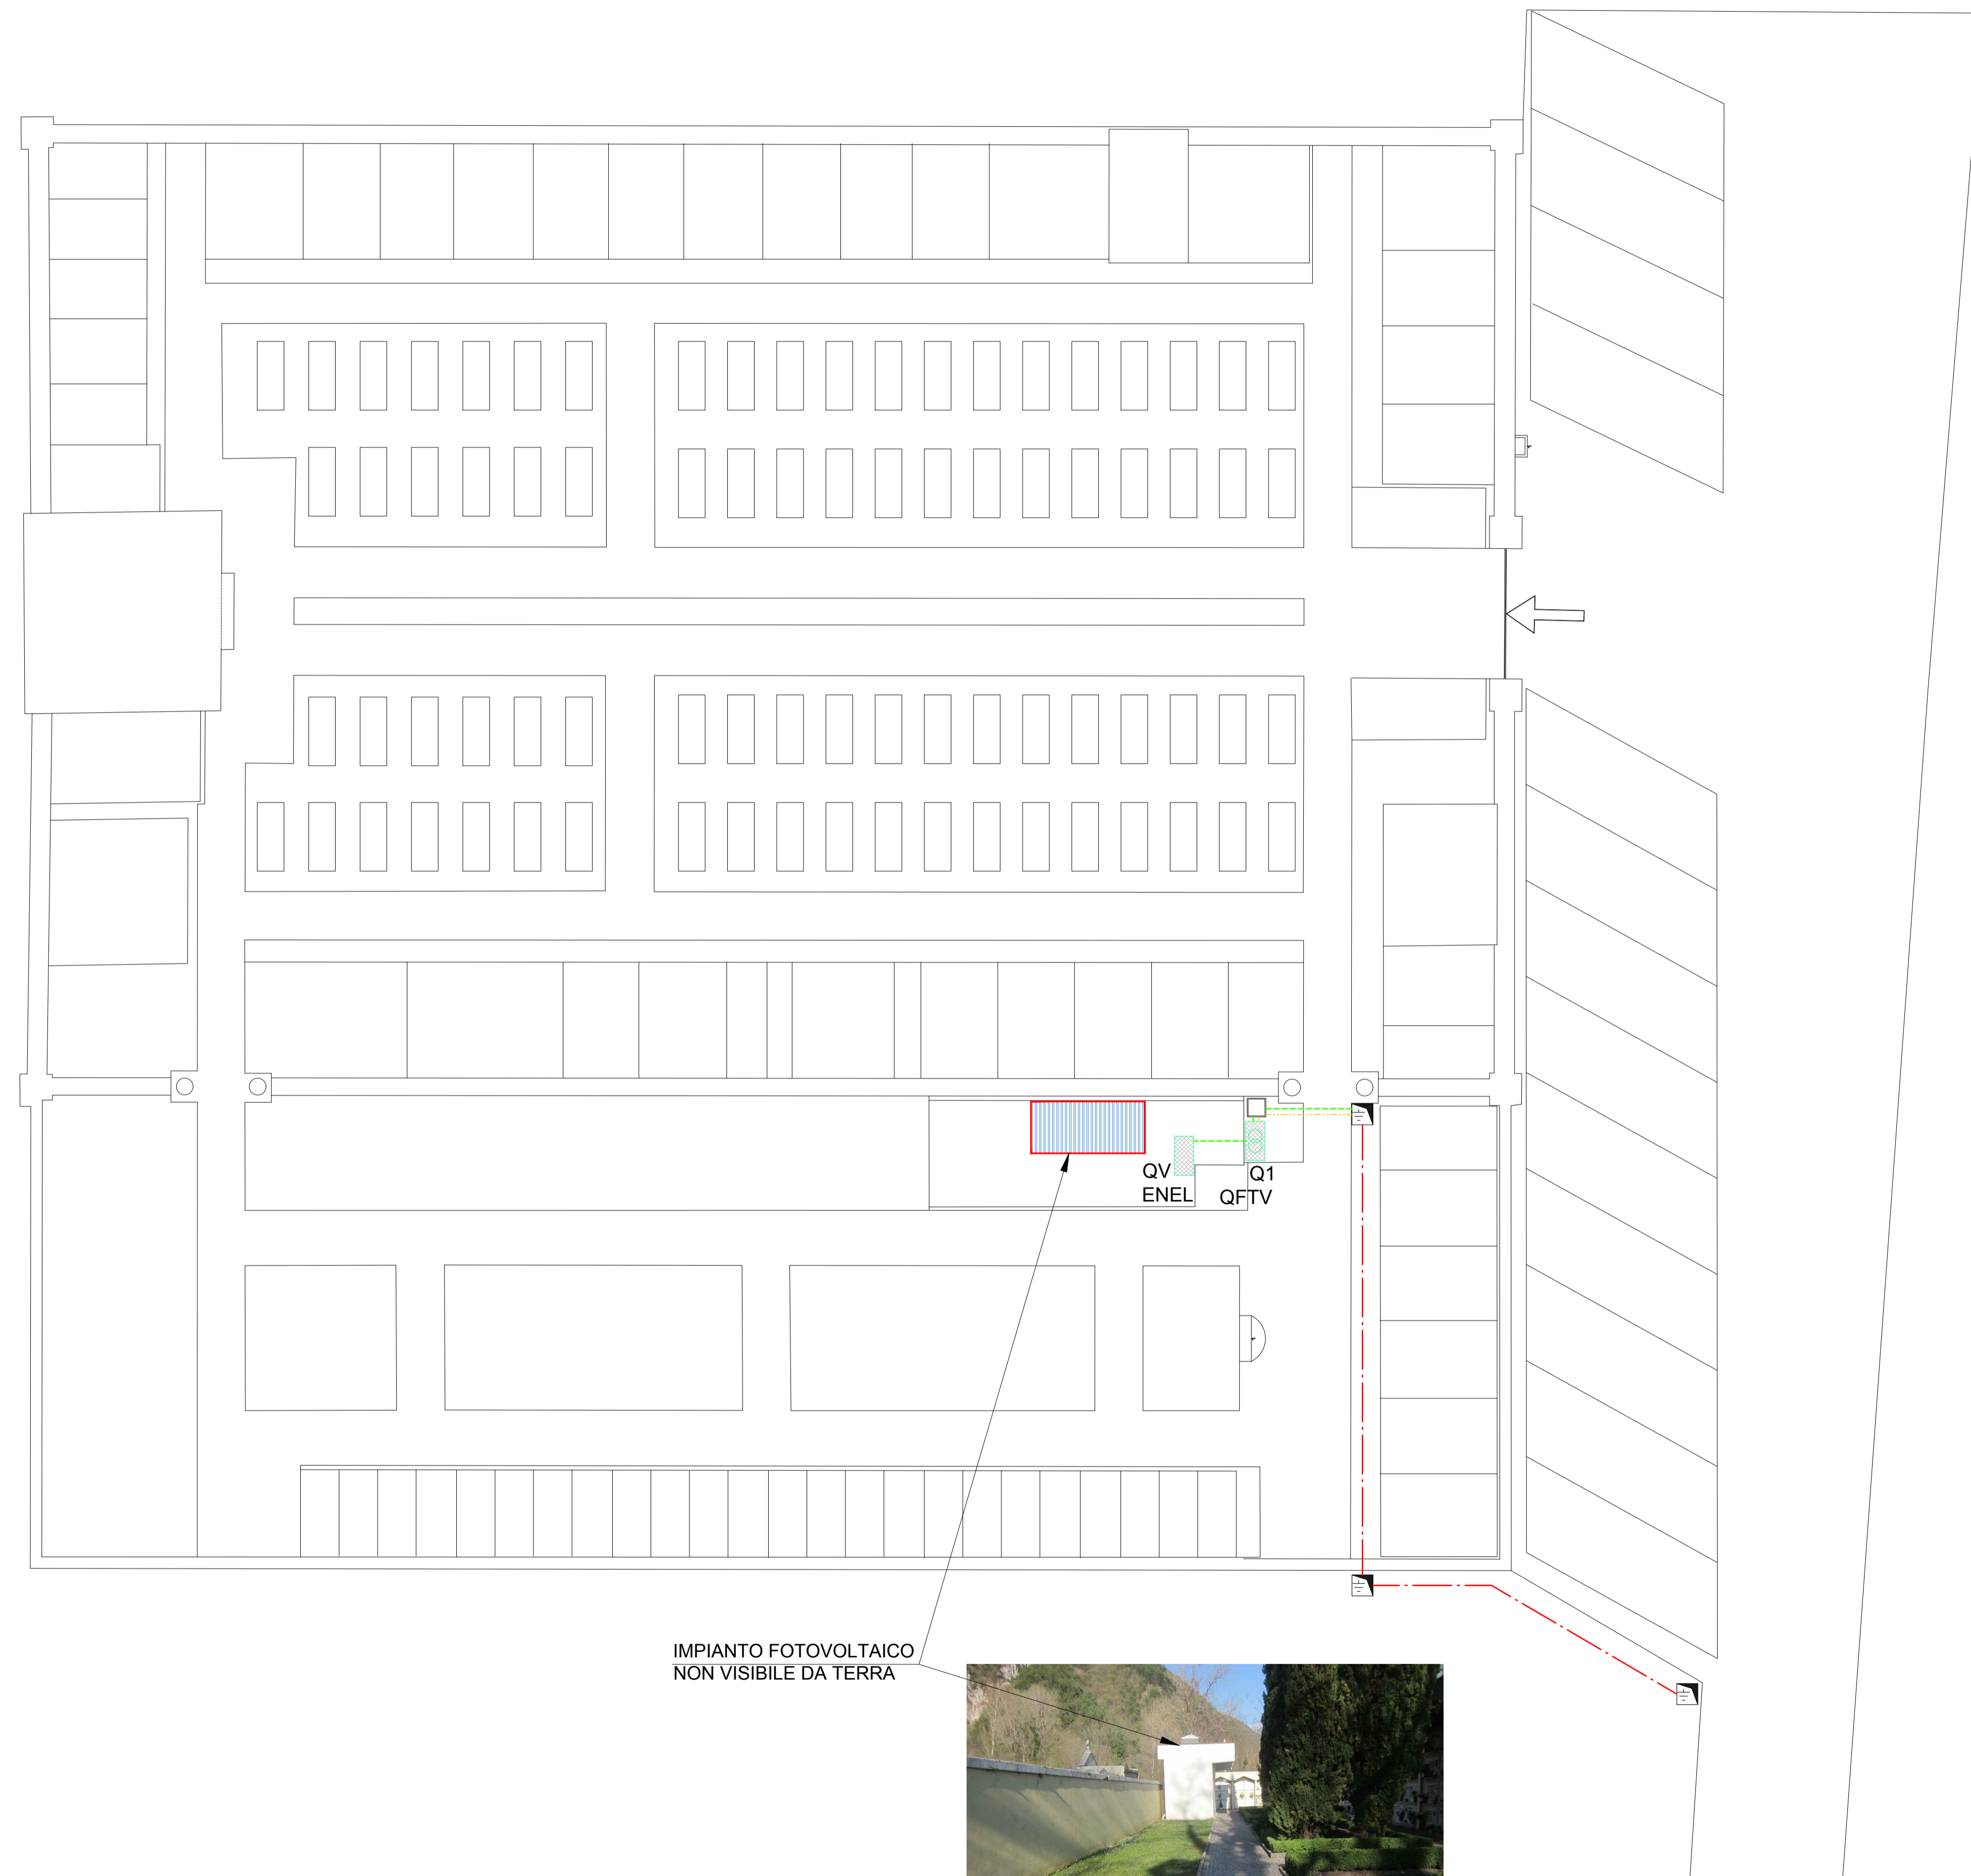 QV
ENEL
Q1
QFTV
IMPIANTO FOTOVOLTAICO
NON VISIBILE DA TERRA